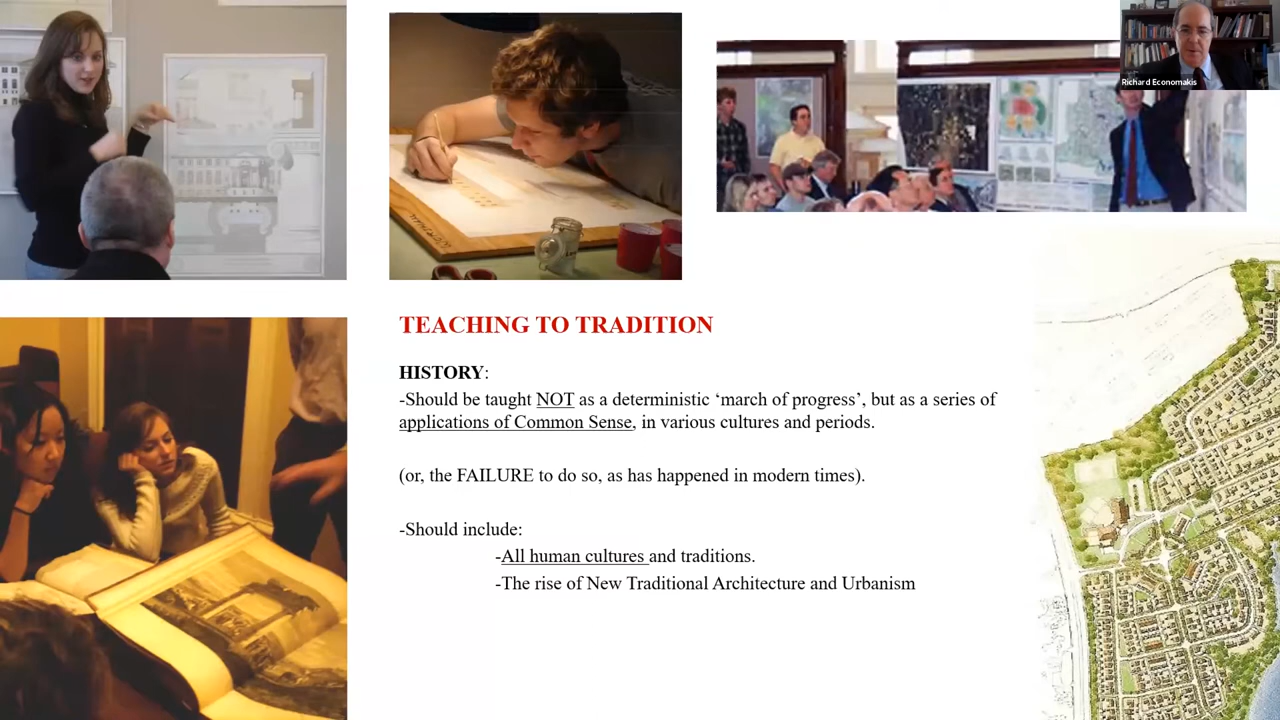 Richard Economakis
TEACHING TO TRADITION
HISTORY:
-Should be taught NOT as a deterministic ‘march of progress’, but as a series of
applications of Common Sense, in various cultures and periods.
(or, the FAILURE to do so, as has happened in modern times).
-Should include:
-All human cultures and traditions.
-The rise of New Traditional Architecture and Urbanism